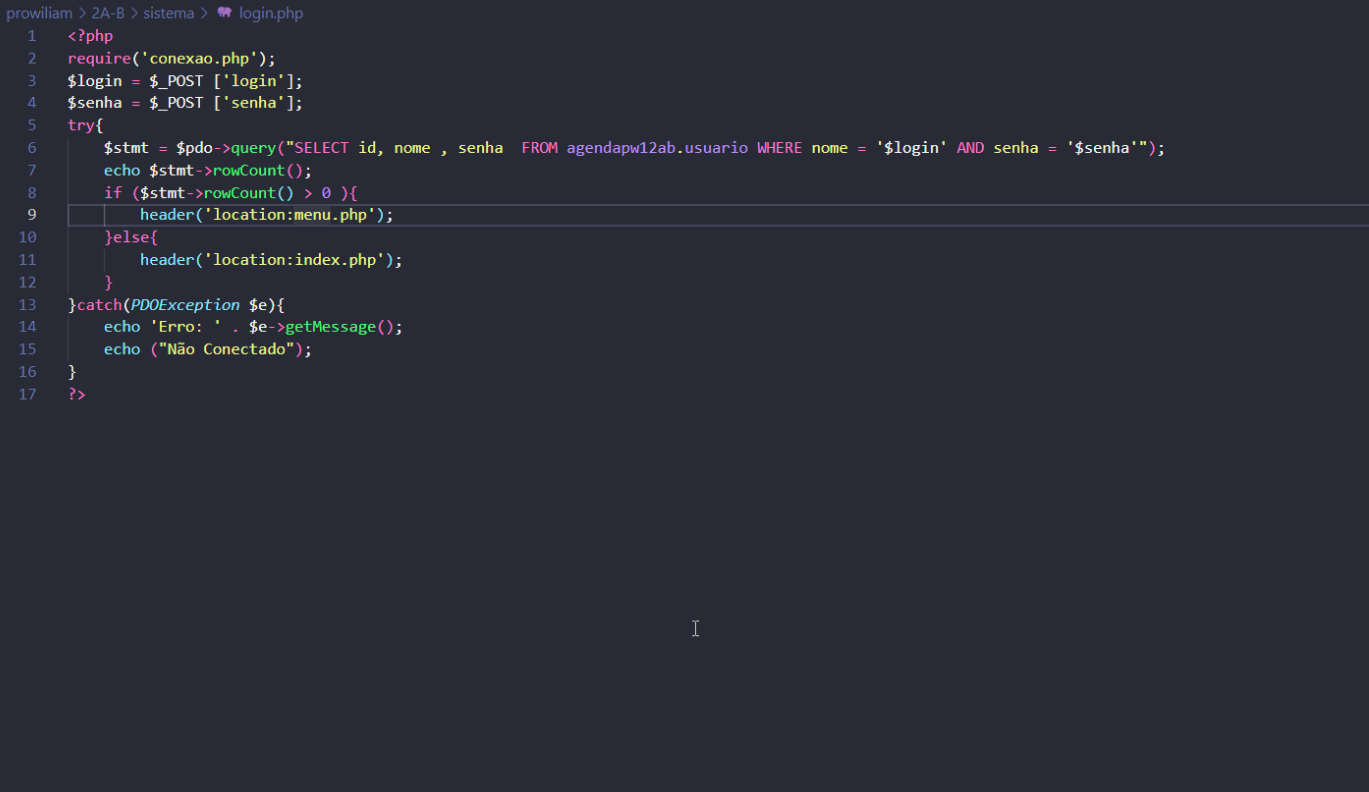 prowiliam > 2A-B > sistema > login.php
1 <?php
2 require('conexao.php');
3 $login = $_POST ['login'];
4 $senha = $_POST ['senha'];
5 try{
6 $stmt = $pdo->query("SELECT id, nome , senha  FROM agendapw12ab.usuario WHERE nome = '$login' AND senha = '$senha'");
7 echo $stmt->rowCount();
8 if ($stmt->rowCount() > 0 ){
9 header('location:menu.php');
10 }else{
11 header('location:index.php');
12 }
13 }catch(PDOException $e){
14 echo 'Erro: ' . $e->getMessage();
15 echo ("Não Conectado");
16 }
17 ?>